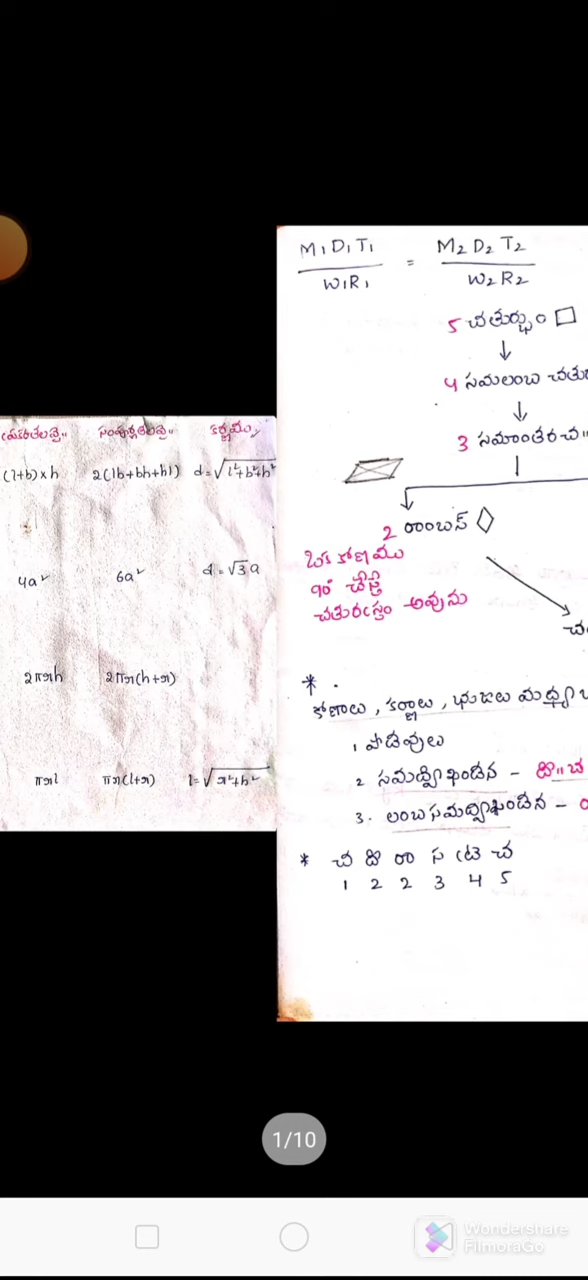 సంపూర్ణతలవై॥ కర్ణము
(l+b)×h 2(lb+bh+hl) d=√l²+b²+h²
4a² 6a² d=√3a
2πrh 2πr(h+r)
πrl πr(l+r) l=√r²+h²
M₁D₁T₁ / W₁R₁ = M₂D₂T₂ / W₂R₂
5 చతుర్భుం □
↓
4 సమలంబ చతు
↓
3 సమాంతర చ॥
2 రాంబస్ ◇
ఒక కోణము
90° చేస్తే
చతురస్రం అవును
చ
* .
కోణాలు, కర్ణాలు, భుజాలు మధ్య
1 పొడవులు
2 సమద్విఖండన -
3. లంబ సమద్విఖండన -
* చ దీ రా స ట్రె చ
1 2 2 3 4 5
1/10
Wondershare
FilmoraGo